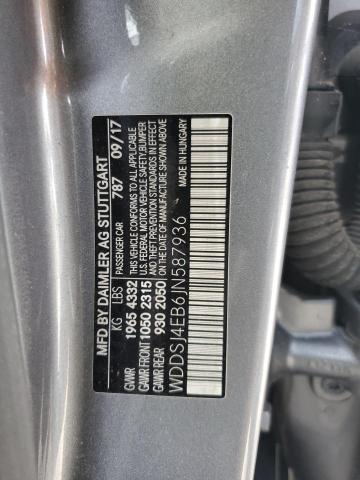 MFD BY DAIMLER AG STUTTGART
PASSENGER CAR 787 09/17
KG LBS
GVWR 1965 4332
GAWR FRONT 1050 2315
GAWR REAR 930 2050
THIS VEHICLE CONFORMS TO ALL APPLICABLE
U.S. FEDERAL MOTOR VEHICLE SAFETY, BUMPER
AND THEFT PREVENTION STANDARDS IN EFFECT
ON THE DATE OF MANUFACTURE SHOWN ABOVE.
WDDSJ4EB6JN587936
MADE IN HUNGARY